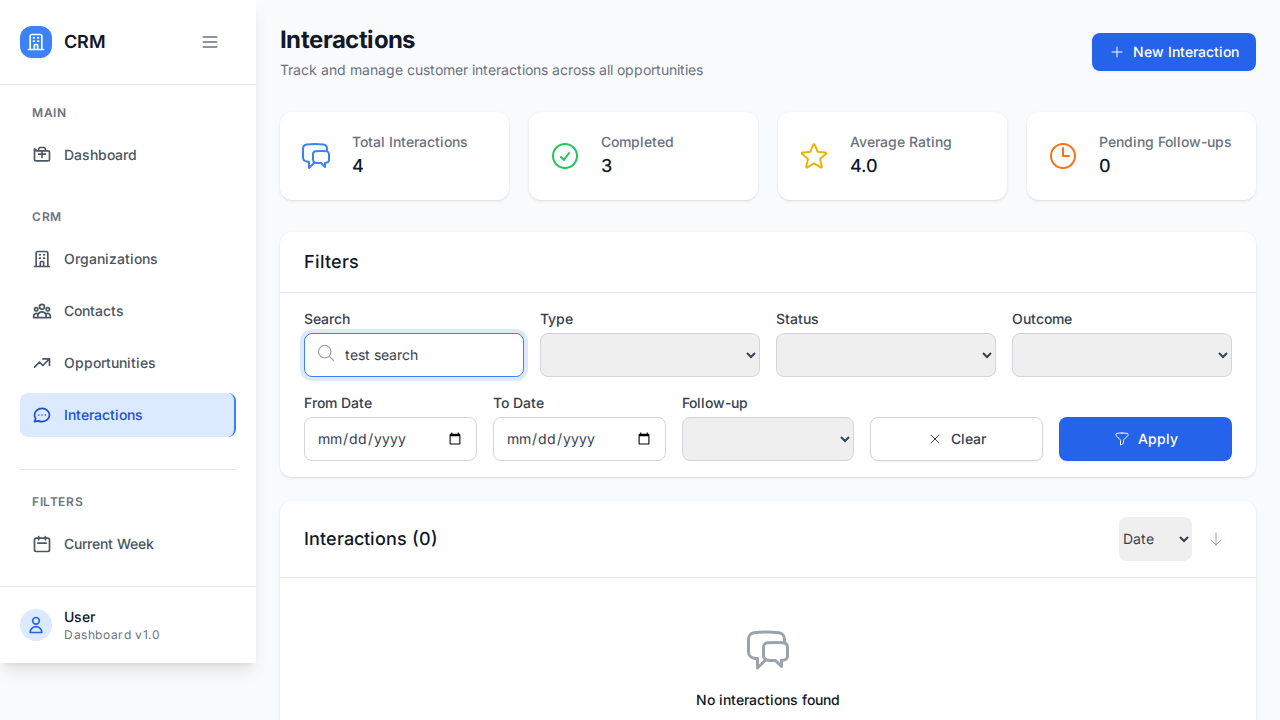 CRM
MAIN
Dashboard
CRM
Organizations
Contacts
Opportunities
Interactions
FILTERS
Current Week
User
Dashboard v1.0
Interactions
Track and manage customer interactions across all opportunities
New Interaction
Total Interactions
4
Completed
3
Average Rating
4.0
Pending Follow-ups
0
Filters
Search
Type
Status
Outcome
test search
From Date
To Date
Follow-up
mm/dd/yyyy
mm/dd/yyyy
Clear
Apply
Interactions (0)
Date
No interactions found